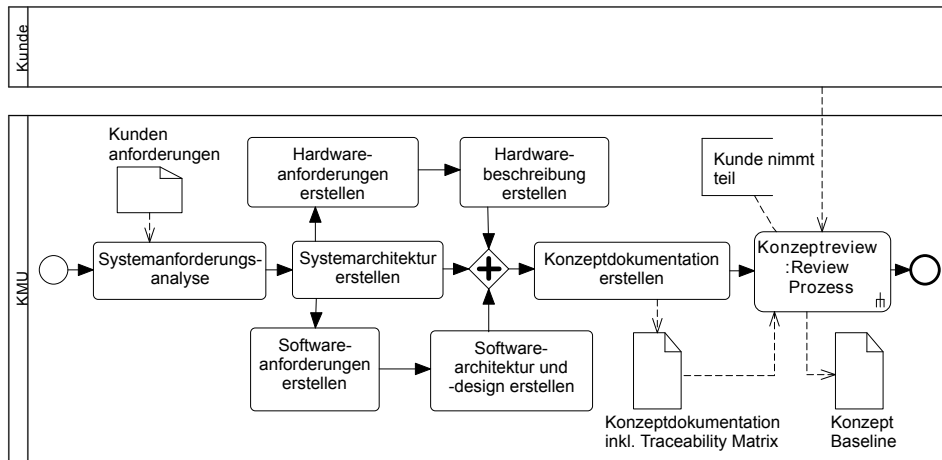 Kunde
KMU
Kunden
anforderungen
Hardware-
anforderungen
erstellen
Hardware-
beschreibung
erstellen
Kunde nimmt
teil
Systemanforderungs-
analyse
Systemarchitektur
erstellen
Konzeptdokumentation
erstellen
Konzeptreview
:Review
Prozess
Software-
anforderungen
erstellen
Software-
architektur und
-design erstellen
Konzeptdokumentation
inkl. Traceability Matrix
Konzept
Baseline